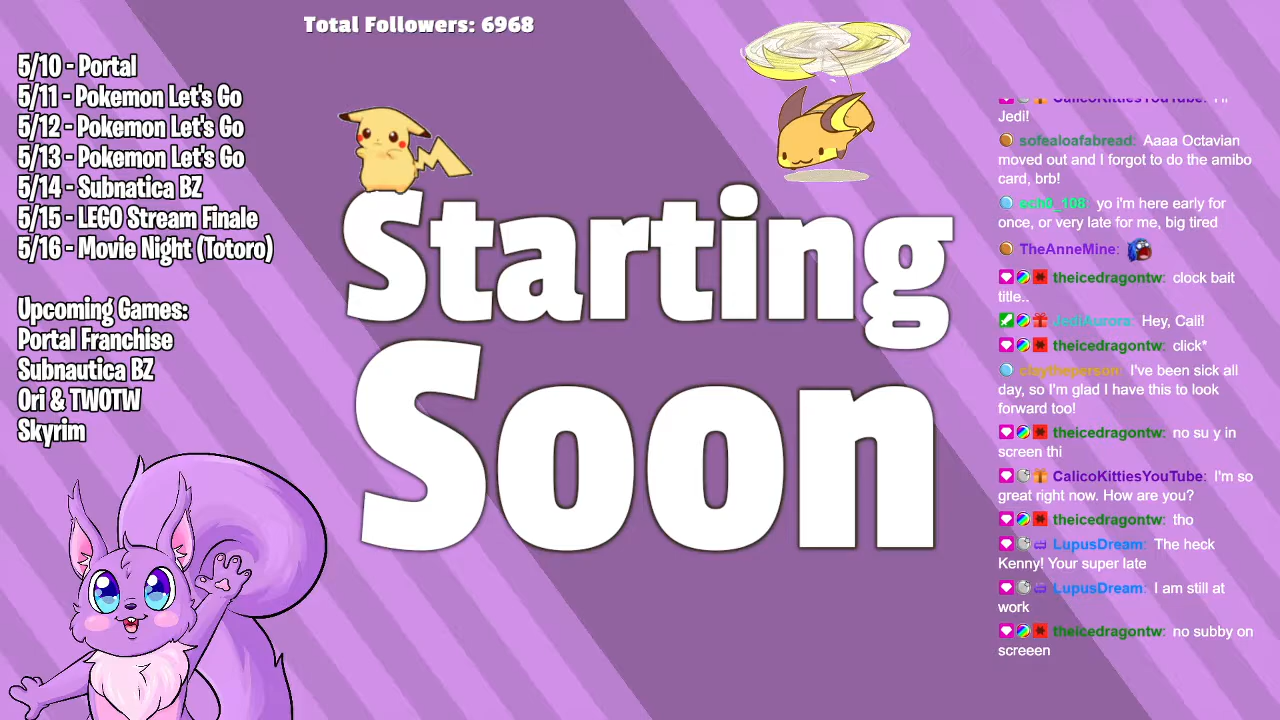 Total Followers: 6968
5/10 - Portal
5/11 - Pokemon Let's Go
5/12 - Pokemon Let's Go
5/13 - Pokemon Let's Go
5/14 - Subnatica BZ
5/15 - LEGO Stream Finale
5/16 - Movie Night (Totoro)
Upcoming Games:
Portal Franchise
Subnautica BZ
Ori & TWOTW
Skyrim
Starting
Soon
CalicoKittiesYouTube: Hi
Jedi!
sofealoafabread: Aaaa Octavian
moved out and I forgot to do the amibo
card, brb!
och0_108: yo i'm here early for
once, or very late for me, big tired
TheAnneMine:
theicedragontw: clock bait
title..
JediAurora: Hey, Cali!
theicedragontw: click*
claytheperson: I've been sick all
day, so I'm glad I have this to look
forward too!
theicedragontw: no su y in
screen thi
CalicoKittiesYouTube: I'm so
great right now. How are you?
theicedragontw: tho
LupusDream: The heck
Kenny! Your super late
LupusDream: I am still at
work
theicedragontw: no subby on
screeen